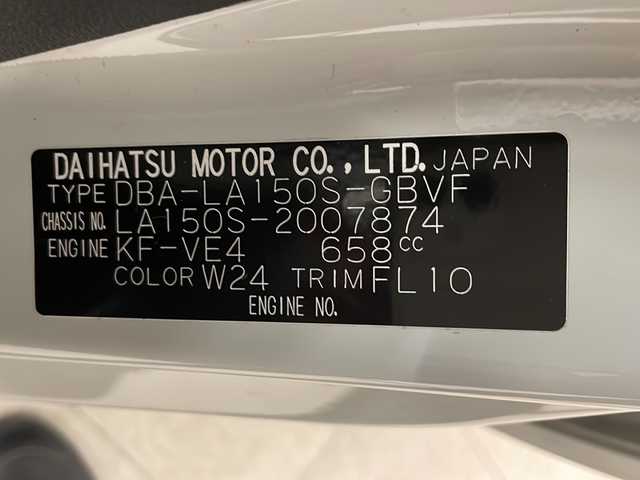 DAIHATSU MOTOR CO., LTD. JAPAN
TYPE DBA-LA150S-GBVF
CHASSIS NO. LA150S-2007874
ENGINE KF-VE4 658cc
COLOR W24 TRIM FL10
ENGINE NO.